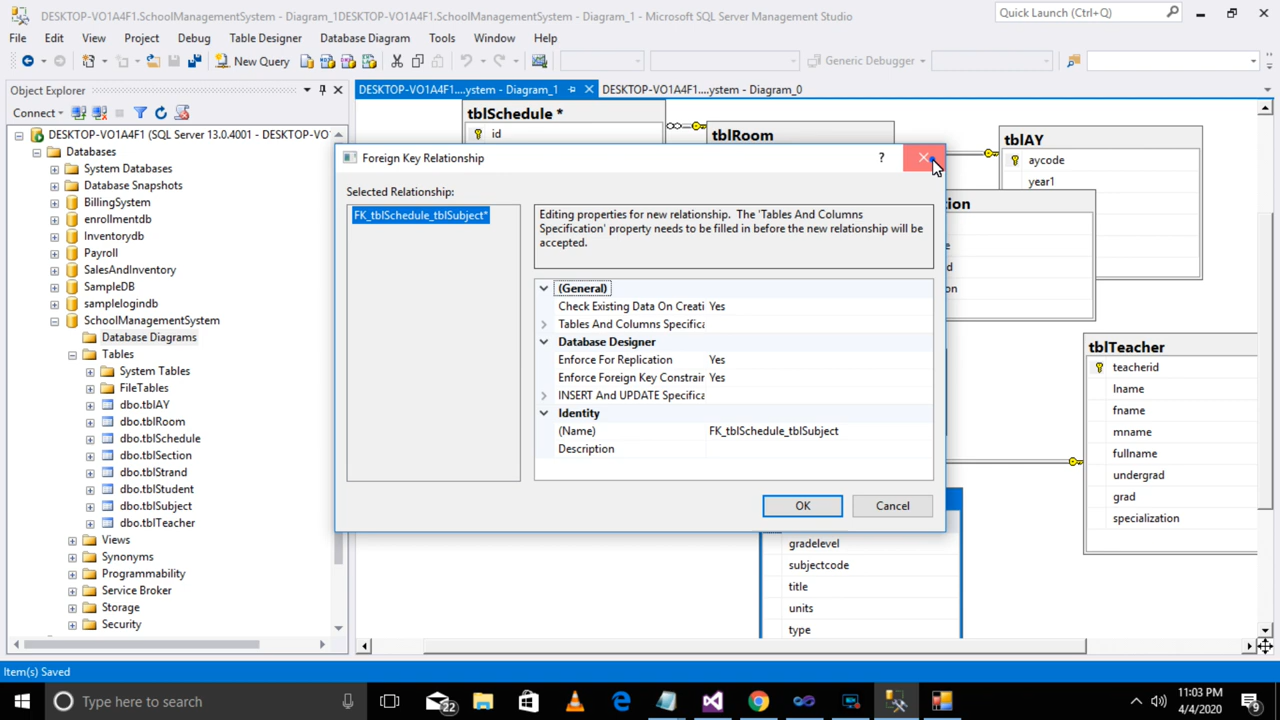 DESKTOP-VO1A4F1.SchoolManagementSystem - Diagram_1DESKTOP-VO1A4F1.SchoolManagementSystem - Diagram_1 - Microsoft SQL Server Management Studio
Quick Launch (Ctrl+Q)
File Edit View Project Debug Table Designer Database Diagram Tools Window Help
New Query
Generic Debugger
Object Explorer
DESKTOP-VO1A4F1....ystem - Diagram_1
DESKTOP-VO1A4F1....ystem - Diagram_0
Connect
DESKTOP-VO1A4F1 (SQL Server 13.0.4001 - DESKTOP-VO
Databases
System Databases
Database Snapshots
BillingSystem
enrollmentdb
Inventorydb
Payroll
SalesAndInventory
SampleDB
samplelogindb
SchoolManagementSystem
Database Diagrams
Tables
System Tables
FileTables
dbo.tblAY
dbo.tblRoom
dbo.tblSchedule
dbo.tblSection
dbo.tblStrand
dbo.tblStudent
dbo.tblSubject
dbo.tblTeacher
Views
Synonyms
Programmability
Service Broker
Storage
Security
tblSchedule *
id
tblRoom
tblAY
aycode
year1
ion
e
d
on
Foreign Key Relationship
?
Selected Relationship:
FK_tblSchedule_tblSubject*
Editing properties for new relationship. The 'Tables And Columns
Specification' property needs to be filled in before the new relationship will be
accepted.
(General)
Check Existing Data On Creati Yes
Tables And Columns Specifica
Database Designer
Enforce For Replication Yes
Enforce Foreign Key Constrain Yes
INSERT And UPDATE Specifica
Identity
(Name) FK_tblSchedule_tblSubject
Description
OK Cancel
tblTeacher
teacherid
lname
fname
mname
fullname
undergrad
grad
specialization
gradelevel
subjectcode
title
units
type
Item(s) Saved
Type here to search
22
11:03 PM
4/4/2020
9